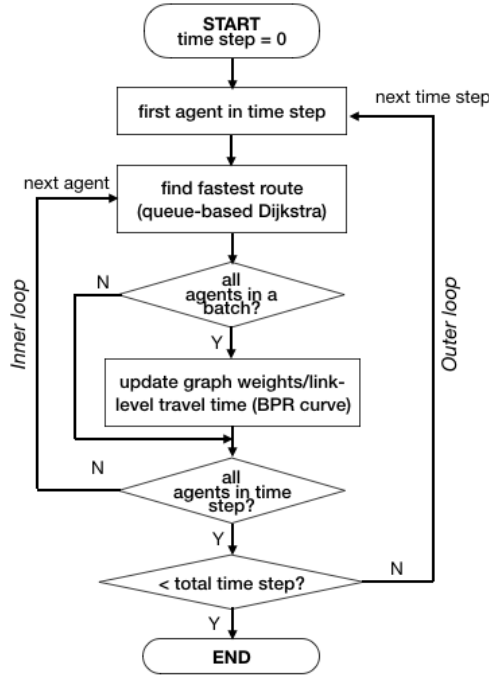 START
time step = 0
next time step
first agent in time step
next agent
find fastest route
(queue-based Dijkstra)
N
all
agents in a
batch?
Y
Inner loop
Outer loop
update graph weights/link-
level travel time (BPR curve)
N
all
agents in time
step?
Y
< total time step?
N
Y
END